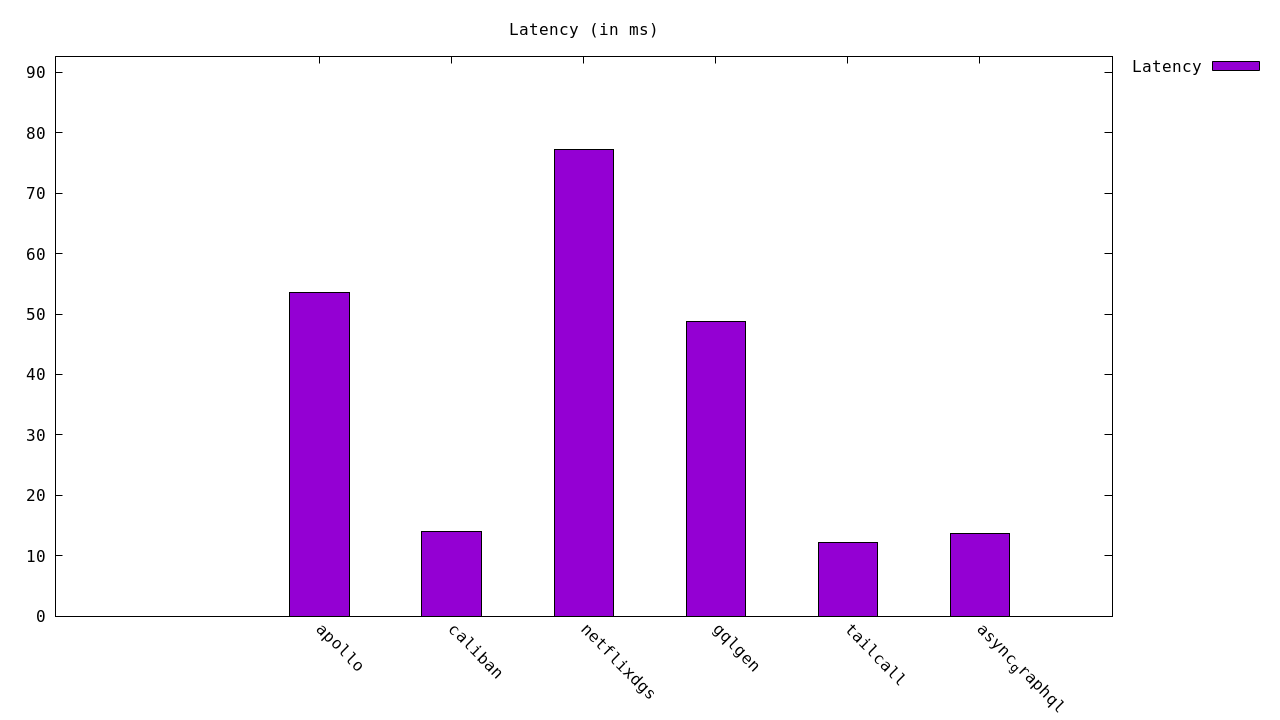 Latency (in ms)
Latency
90
80
70
60
50
40
30
20
10
0
apollo
caliban
netflixdgs
gqlgen
tailcall
async_graphql